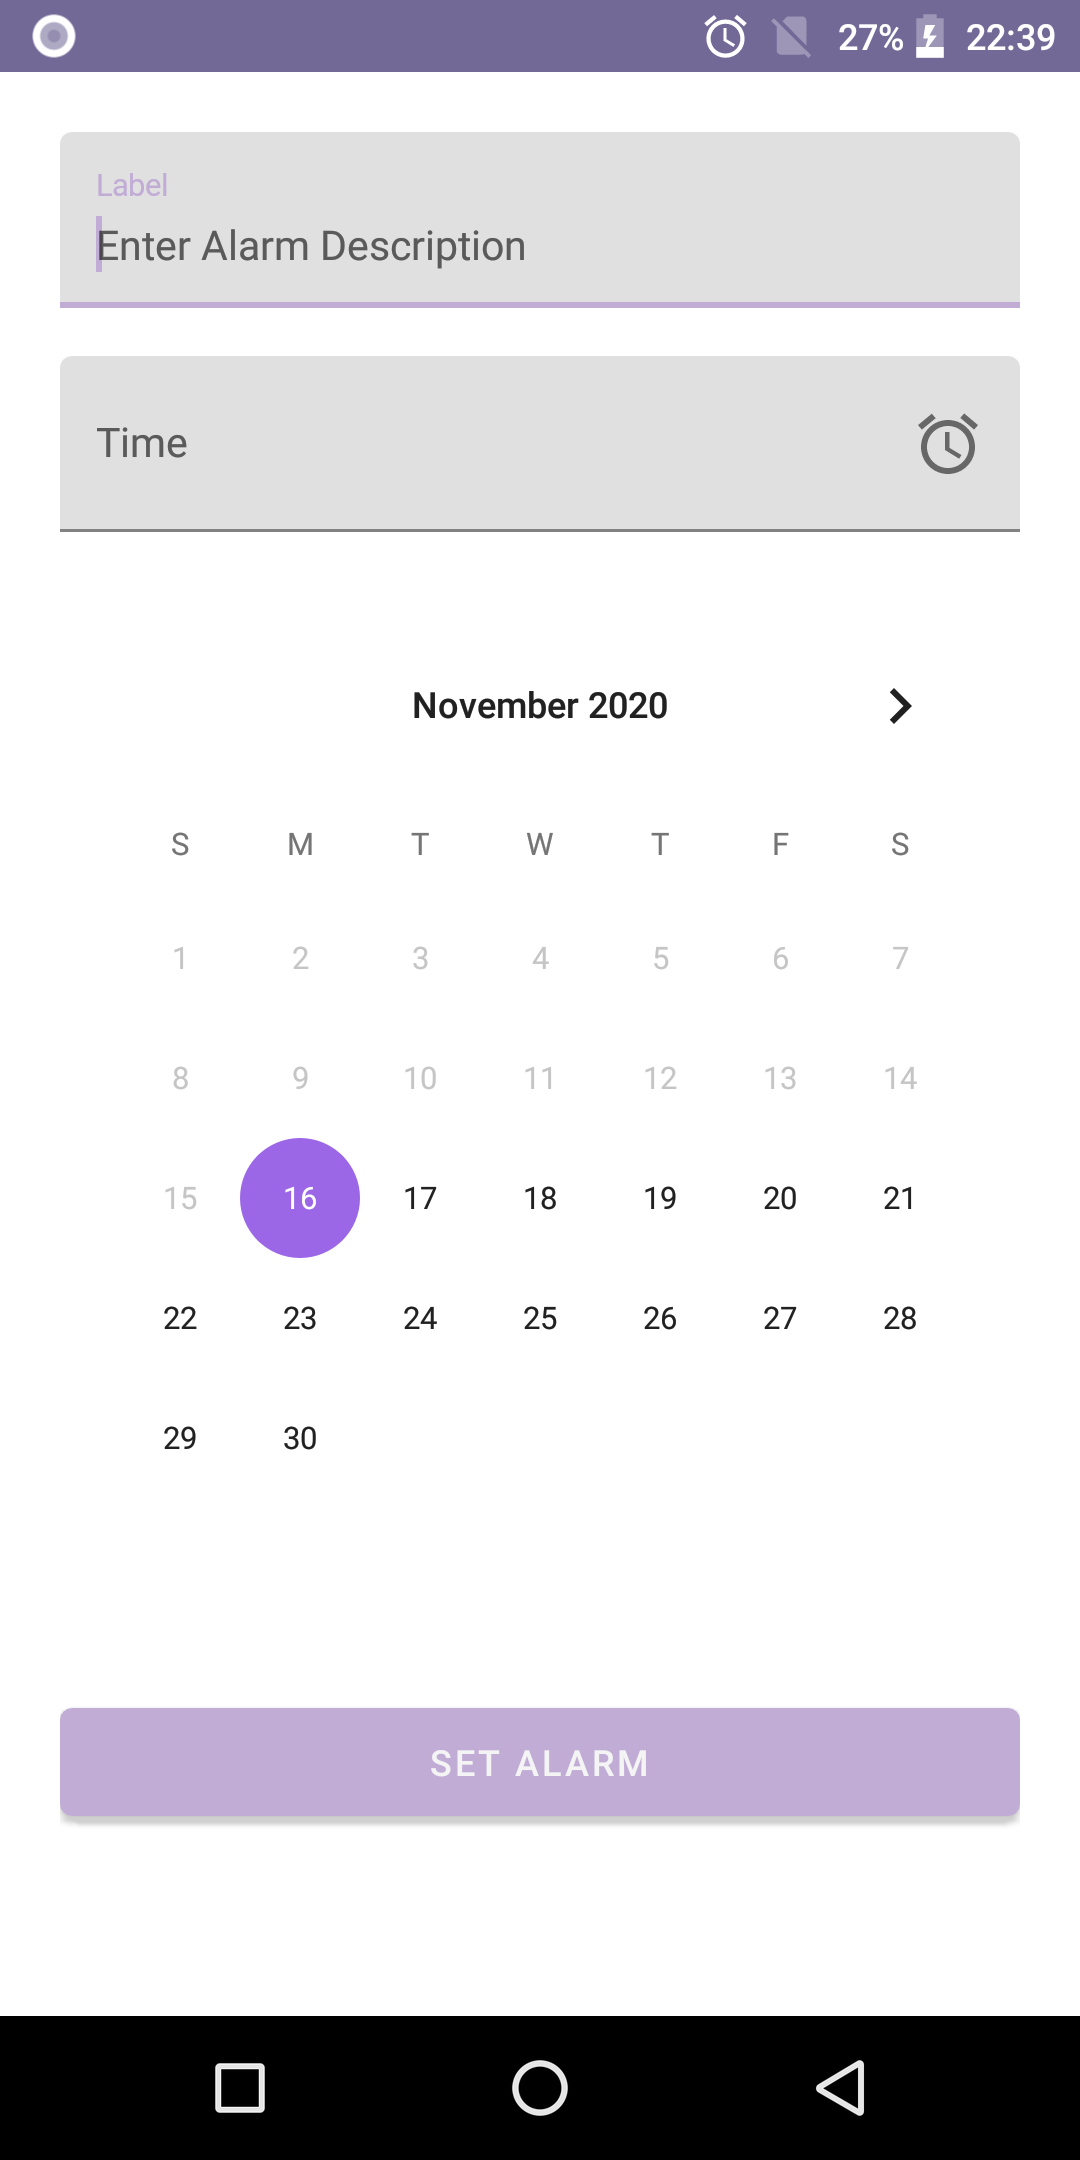 27% 22:39
Label
Enter Alarm Description
Time
November 2020
S M T W T F S
1 2 3 4 5 6 7
8 9 10 11 12 13 14
15 16 17 18 19 20 21
22 23 24 25 26 27 28
29 30
SET ALARM